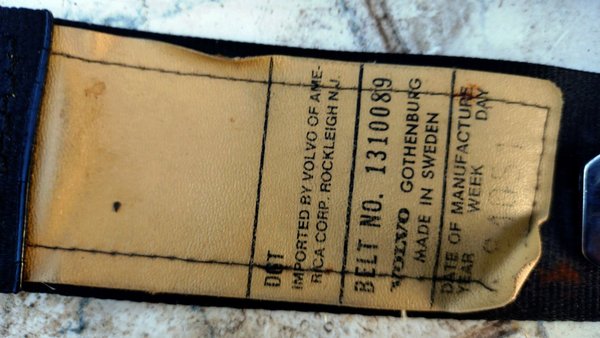 DOT
IMPORTED BY VOLVO OF AME-
RICA CORP. ROCKLEIGH N.J.
BELT NO. 1310089
VOLVO GOTHENBURG
MADE IN SWEDEN
DATE OF MANUFACTURE
YEAR WEEK DAY